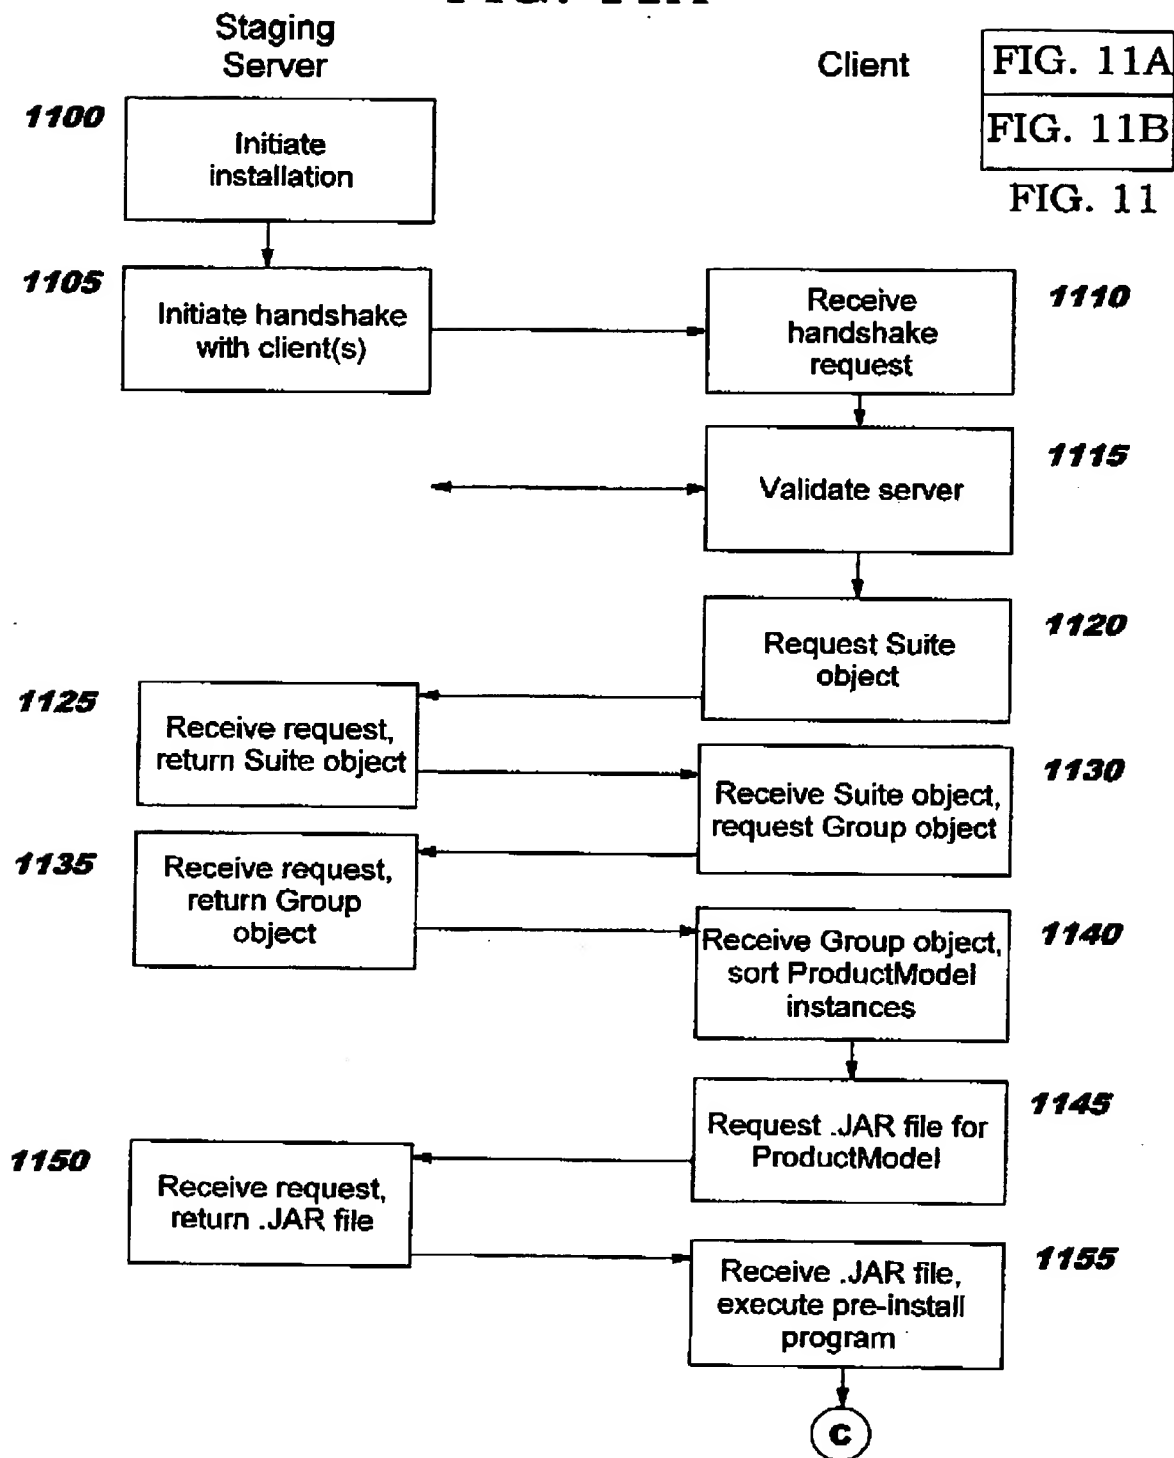 Staging
Server
Client
FIG. 11A
FIG. 11B
FIG. 11
1100
Initiate
installation
1105
Initiate handshake
with client(s)
Receive
handshake
request
1110
Validate server
1115
Request Suite
object
1120
1125
Receive request,
return Suite object
Receive Suite object,
request Group object
1130
1135
Receive request,
return Group
object
Receive Group object,
sort ProductModel
instances
1140
Request .JAR file for
ProductModel
1145
1150
Receive request,
return .JAR file
Receive .JAR file,
execute pre-install
program
1155
C